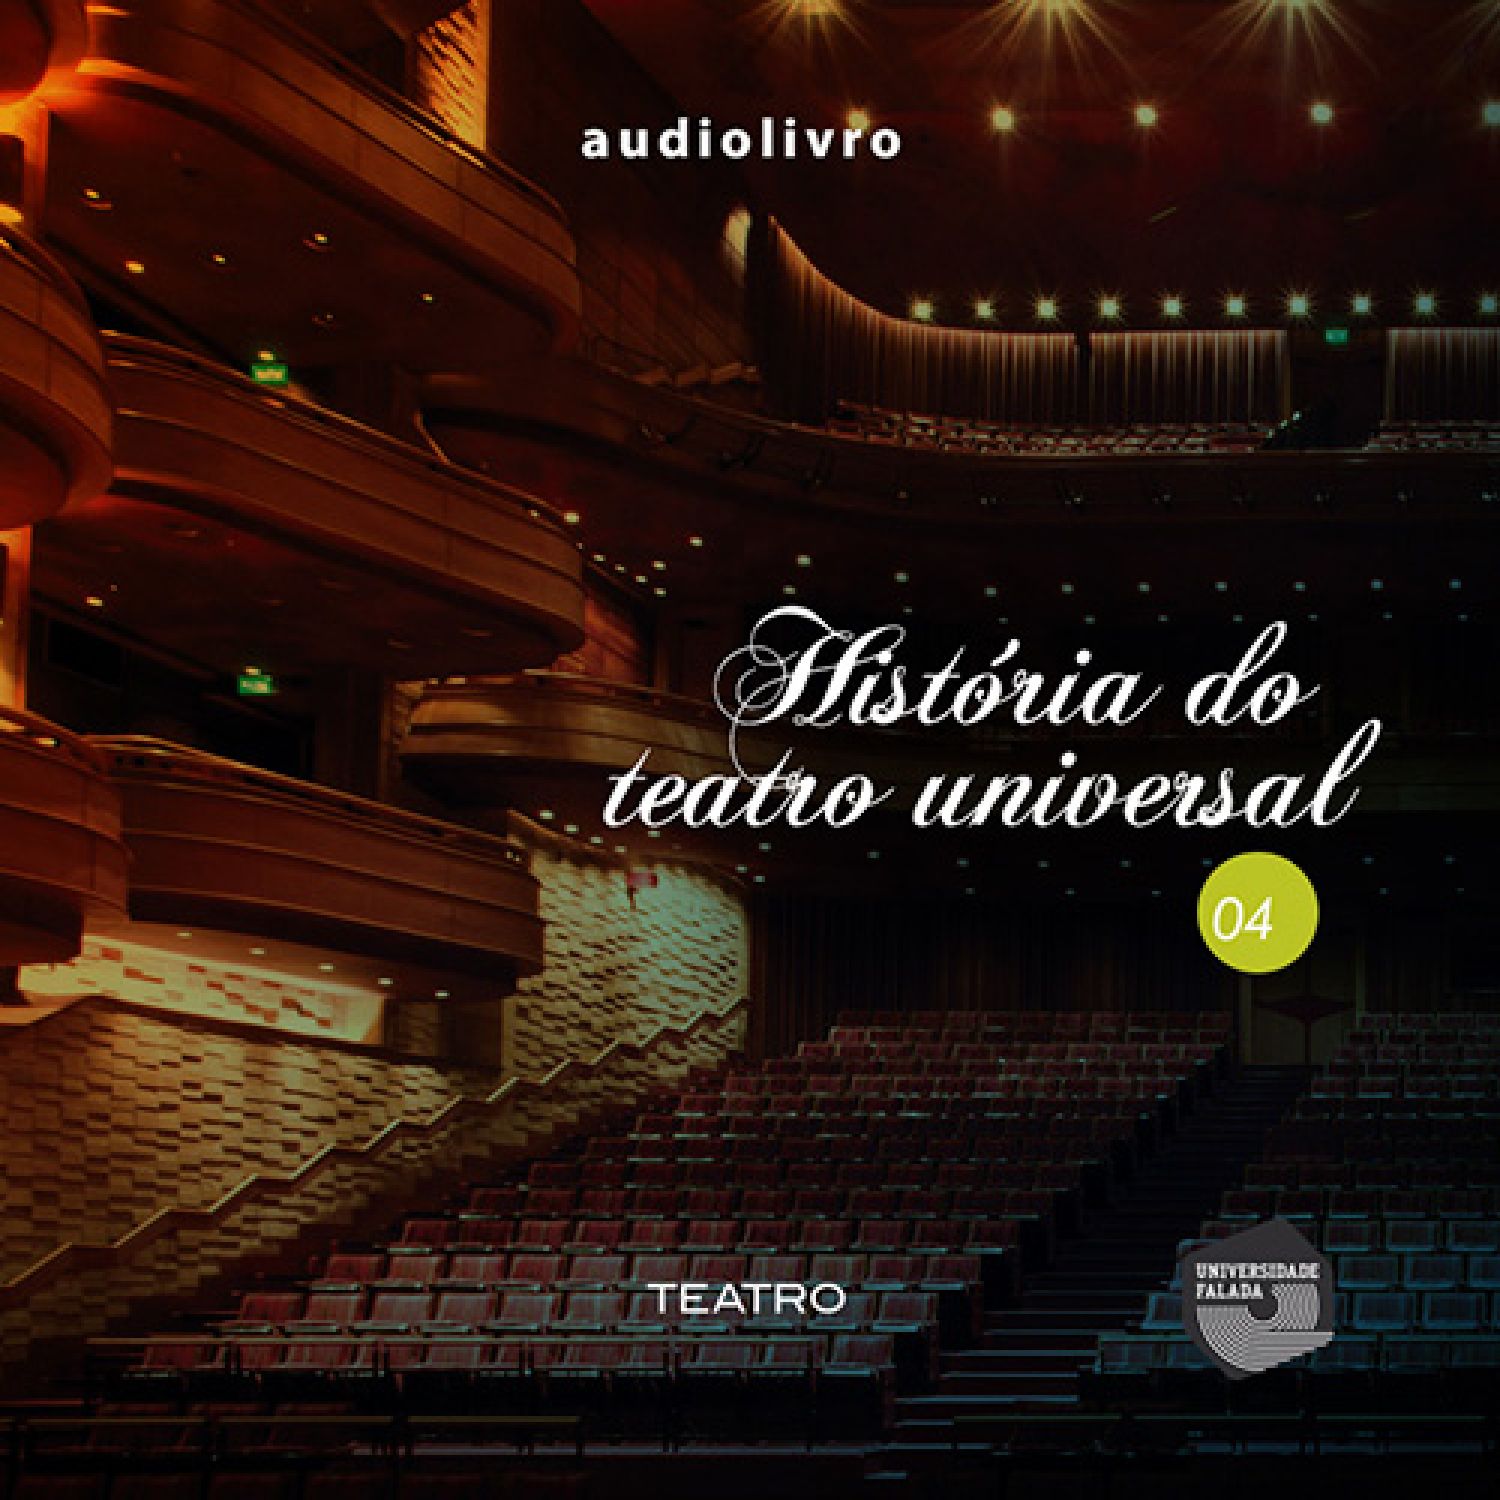 audiolivro
História do
teatro universal
04
TEATRO
UNIVERSIDADE
FALADA